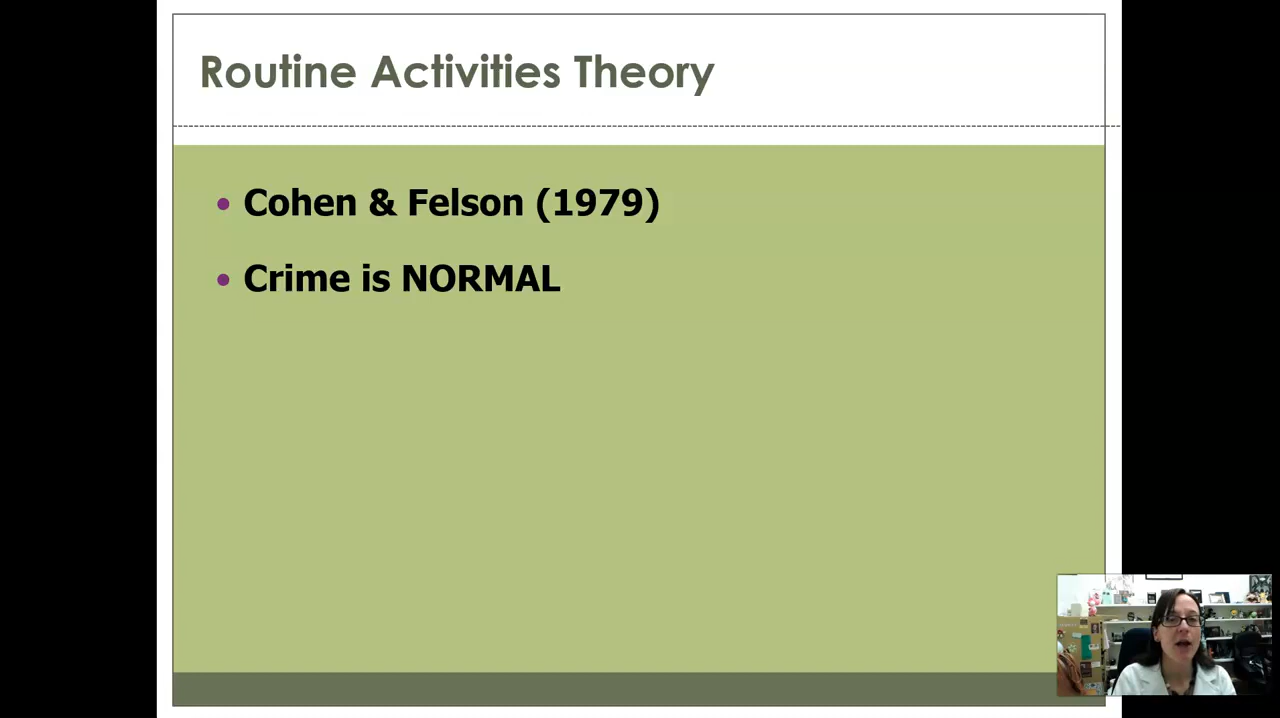 Routine Activities Theory
• Cohen & Felson (1979)
• Crime is NORMAL